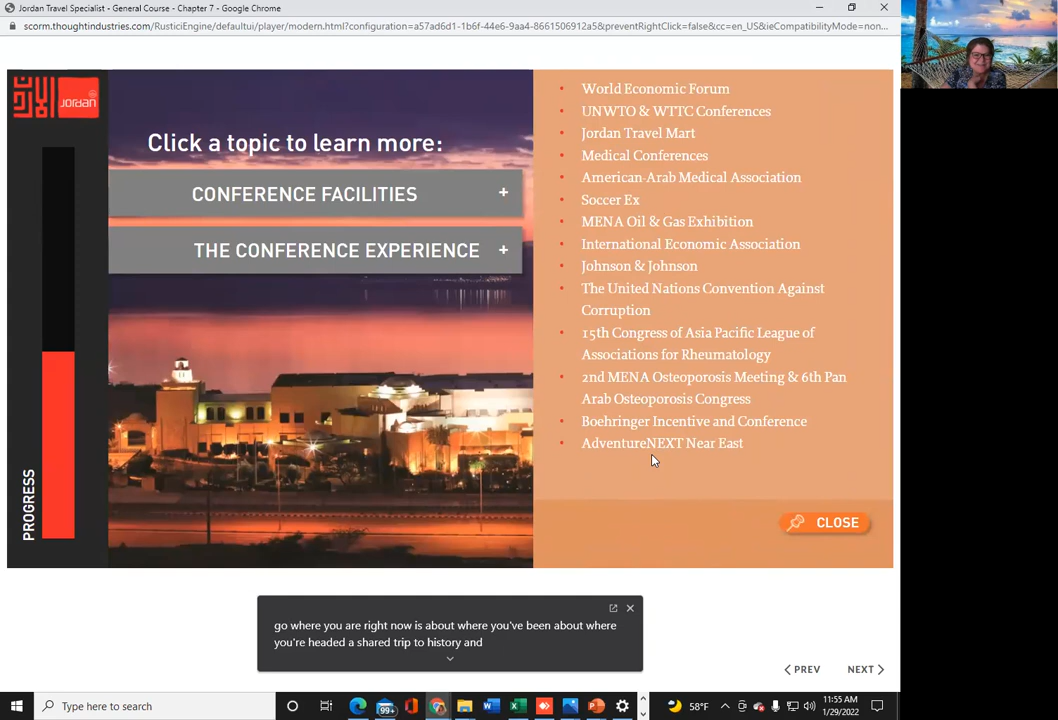 Jordan Travel Specialist - General Course - Chapter 7 - Google Chrome
scorm.thoughtindustries.com/RusticiEngine/defaultui/player/modern.html?configuration=a57ad6d1-1b6f-44e6-9aa4-8661506912a5&preventRightClick=false&cc=en_US&ieCompatibilityMode=non...
Jordan
Click a topic to learn more:
CONFERENCE FACILITIES +
THE CONFERENCE EXPERIENCE +
PROGRESS
• World Economic Forum
• UNWTO & WTTC Conferences
• Jordan Travel Mart
• Medical Conferences
• American-Arab Medical Association
• Soccer Ex
• MENA Oil & Gas Exhibition
• International Economic Association
• Johnson & Johnson
• The United Nations Convention Against
Corruption
• 15th Congress of Asia Pacific League of
Associations for Rheumatology
• 2nd MENA Osteoporosis Meeting & 6th Pan
Arab Osteoporosis Congress
• Boehringer Incentive and Conference
• AdventureNEXT Near East
CLOSE
go where you are right now is about where you've been about where
you're headed a shared trip to history and
PREV NEXT
Type here to search
99+
58°F
11:55 AM
1/29/2022